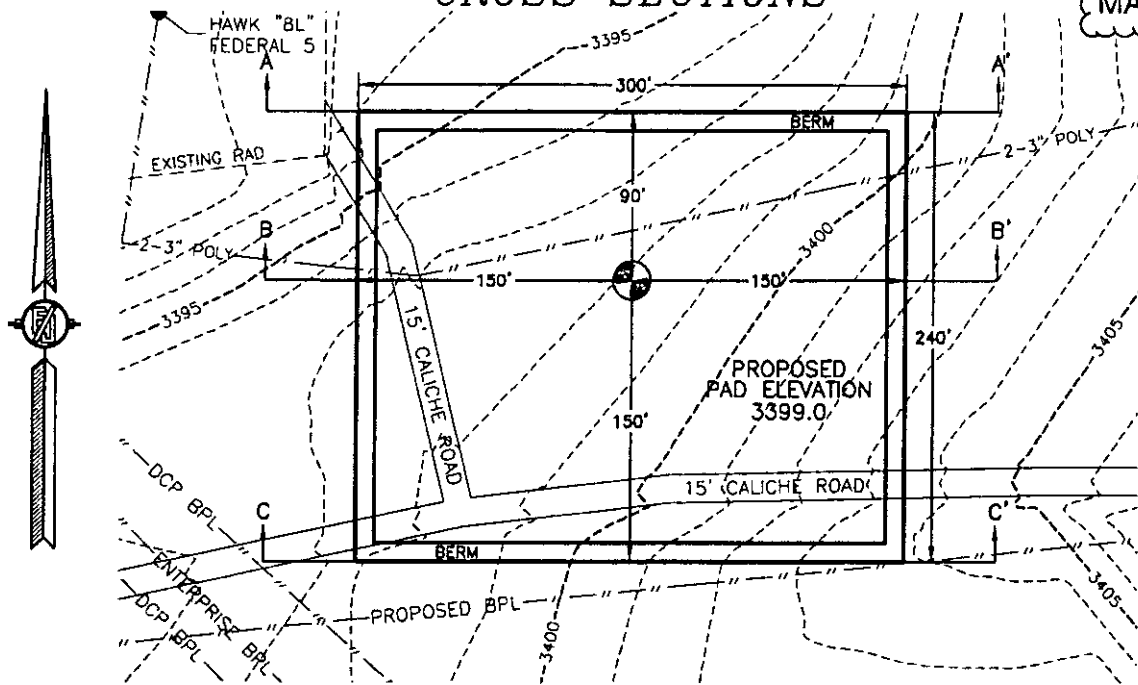 CROSS SECTIONS
MA
HAWK "8L"
FEDERAL 5
3395
A
A'
300'
BERM
EXISTING RAD
2-3" POLY
90'
B
B'
2-3" POLY
3400
150'
150'
3395
15' CALICHE ROAD
240'
3405
PROPOSED
PAD ELEVATION
3399.0
150'
DCP BPL
15' CALICHE ROAD
C
C'
BERM
ENTERPRISE BPL
DCP BPL
PROPOSED BPL
3400
3405